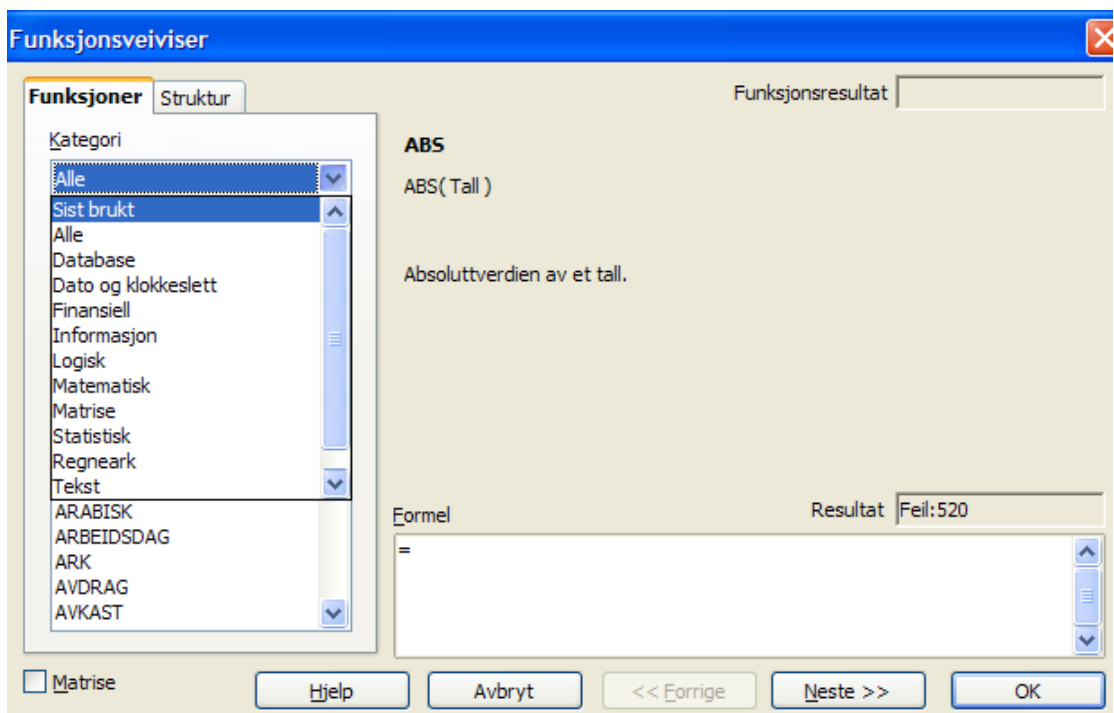 Funksjonsveiviser
Funksjoner
Struktur
Funksjonsresultat
Kategori
Alle
Sist brukt
Alle
Database
Dato og klokkeslett
Finansiell
Informasjon
Logisk
Matematisk
Matrise
Statistisk
Regneark
Tekst
ARABISK
ARBEIDSDAG
ARK
AVDRAG
AVKAST
ABS
ABS( Tall )
Absoluttverdien av et tall.
Formel
Resultat Feil:520
=
Matrise
Hjelp
Avbryt
<< Forrige
Neste >>
OK